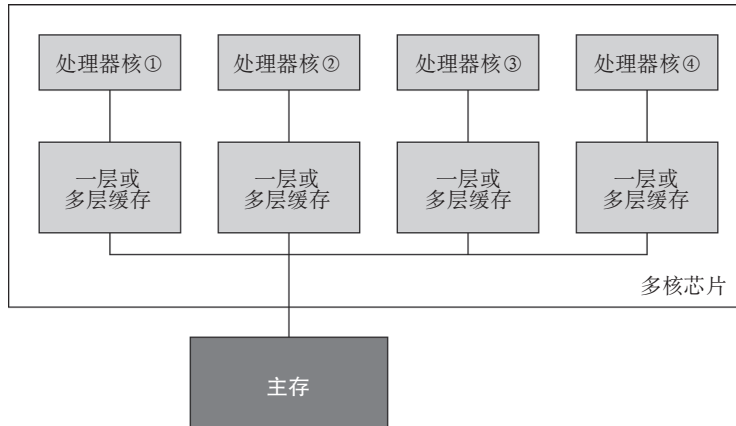 处理器核①
处理器核②
处理器核③
处理器核④
一层或
多层缓存
一层或
多层缓存
一层或
多层缓存
一层或
多层缓存
多核芯片
主存